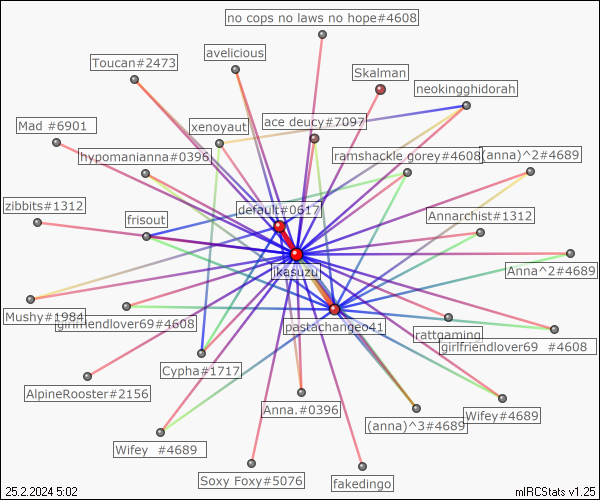 no cops no laws no hope#4608
avelicious
Toucan#2473
Skalman
neokingghidorah
Mad #6901
xenoyaut
ace deucy#7097
hypomanianna#0396
ramshackle gorey#4608
(anna)^2#4689
zibbits#1312
frisout
default#0617
Annarchist#1312
jkasuzu
Anna^2#4689
Mushy#1984
girlfriendlover69#4608
pastachangeo41
rattgaming
girlfriendlover69 #4608
Cypha#1717
AlpineRooster#2156
Anna.#0396
(anna)^3#4689
Wifey#4689
Wifey #4689
Soxy Foxy#5076
fakedingo
25.2.2024 5:02
mIRCStats v1.25